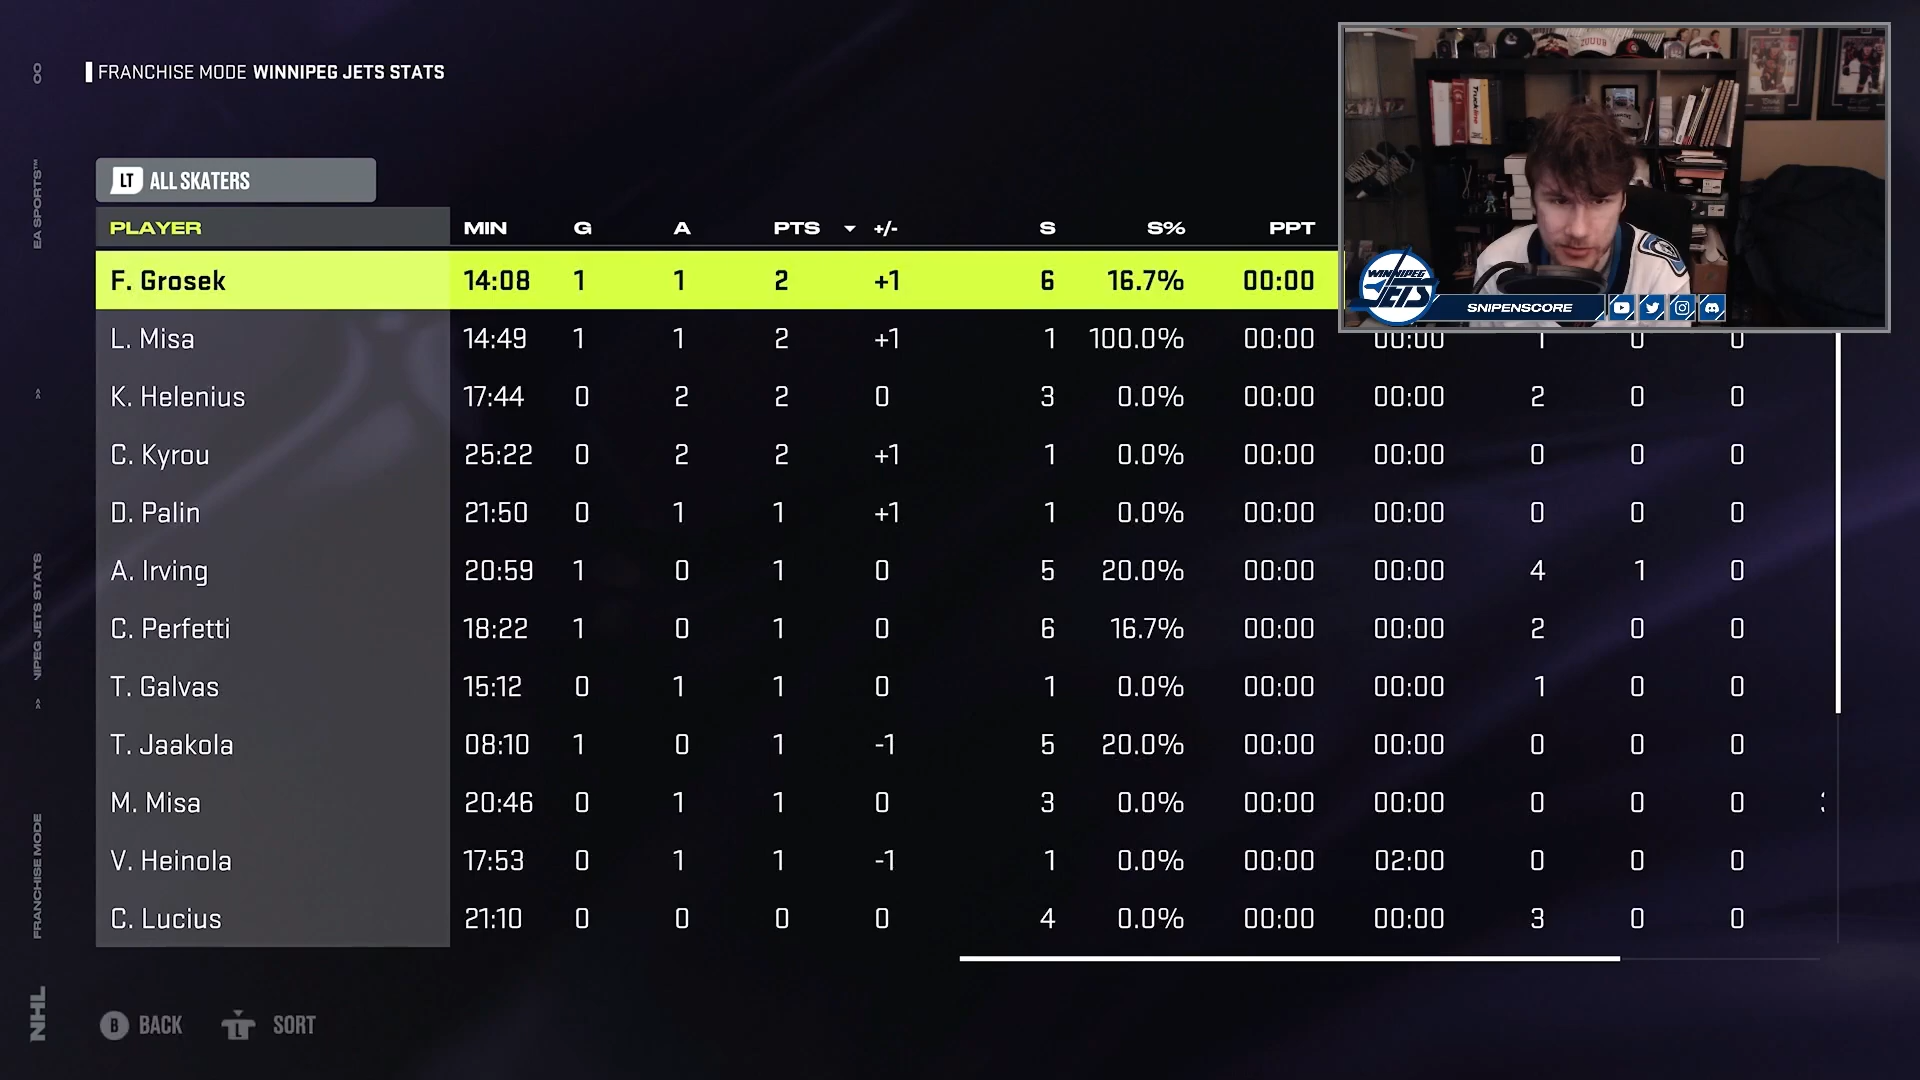 FRANCHISE MODE WINNIPEG JETS STATS
LT ALL SKATERS
PLAYER MIN G A PTS +/- S S% PPT
F. Grosek 14:08 1 1 2 +1 6 16.7% 00:00
L. Misa 14:49 1 1 2 +1 1 100.0% 00:00 00:00 1 0 0
K. Helenius 17:44 0 2 2 0 3 0.0% 00:00 00:00 2 0 0
C. Kyrou 25:22 0 2 2 +1 1 0.0% 00:00 00:00 0 0 0
D. Palin 21:50 0 1 1 +1 1 0.0% 00:00 00:00 0 0 0
A. Irving 20:59 1 0 1 0 5 20.0% 00:00 00:00 4 1 0
C. Perfetti 18:22 1 0 1 0 6 16.7% 00:00 00:00 2 0 0
T. Galvas 15:12 0 1 1 0 1 0.0% 00:00 00:00 1 0 0
T. Jaakola 08:10 1 0 1 -1 5 20.0% 00:00 00:00 0 0 0
M. Misa 20:46 0 1 1 0 3 0.0% 00:00 00:00 0 0 0
V. Heinola 17:53 0 1 1 -1 1 0.0% 00:00 02:00 0 0 0
C. Lucius 21:10 0 0 0 0 4 0.0% 00:00 00:00 3 0 0
B BACK L SORT
WINNIPEG
JETS
SNIPENSCORE
Truckline
ZUUUB
EA SPORTS™
NIPEG JETS STATS
FRANCHISE MODE
NHL